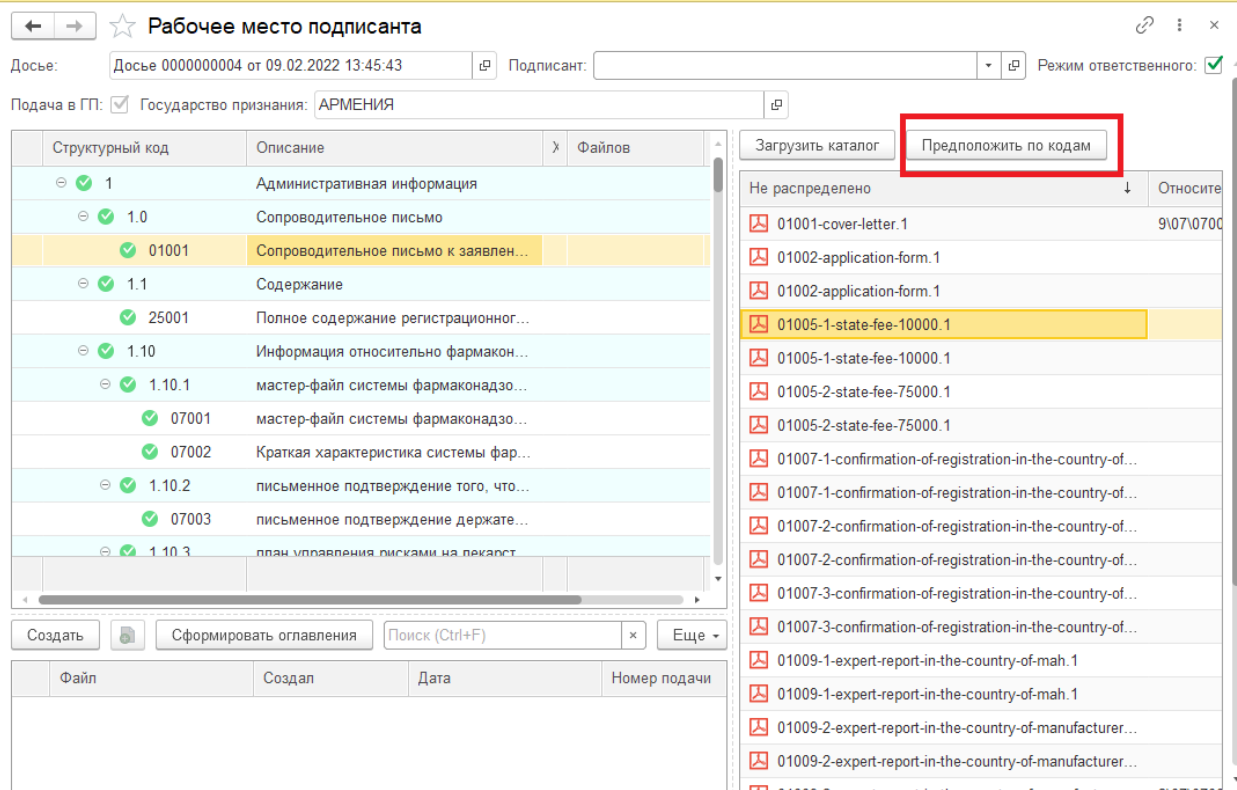 Рабочее место подписанта
Досье: Досье 0000000004 от 09.02.2022 13:45:43 Подписант: Режим ответственного:
Подача в ГП: Государство признания: АРМЕНИЯ
Структурный код Описание Файлов
1 Административная информация
1.0 Сопроводительное письмо
01001 Сопроводительное письмо к заявлен...
1.1 Содержание
25001 Полное содержание регистрационног...
1.10 Информация относительно фармакон...
1.10.1 мастер-файл системы фармаконадзо...
07001 мастер-файл системы фармаконадзо...
07002 Краткая характеристика системы фар...
1.10.2 письменное подтверждение того, что...
07003 письменное подтверждение держате...
1.10.3 план управления рисками на лекарст
Создать Сформировать оглавления Поиск (Ctrl+F) × Еще
Файл Создал Дата Номер подачи
Загрузить каталог Предположить по кодам
Не распределено ↓ Относите
01001-cover-letter.1 9\07\0700
01002-application-form.1
01002-application-form.1
01005-1-state-fee-10000.1
01005-1-state-fee-10000.1
01005-2-state-fee-75000.1
01005-2-state-fee-75000.1
01007-1-confirmation-of-registration-in-the-country-of...
01007-1-confirmation-of-registration-in-the-country-of...
01007-2-confirmation-of-registration-in-the-country-of...
01007-2-confirmation-of-registration-in-the-country-of...
01007-3-confirmation-of-registration-in-the-country-of...
01007-3-confirmation-of-registration-in-the-country-of...
01009-1-expert-report-in-the-country-of-mah.1
01009-1-expert-report-in-the-country-of-mah.1
01009-2-expert-report-in-the-country-of-manufacturer...
01009-2-expert-report-in-the-country-of-manufacturer...